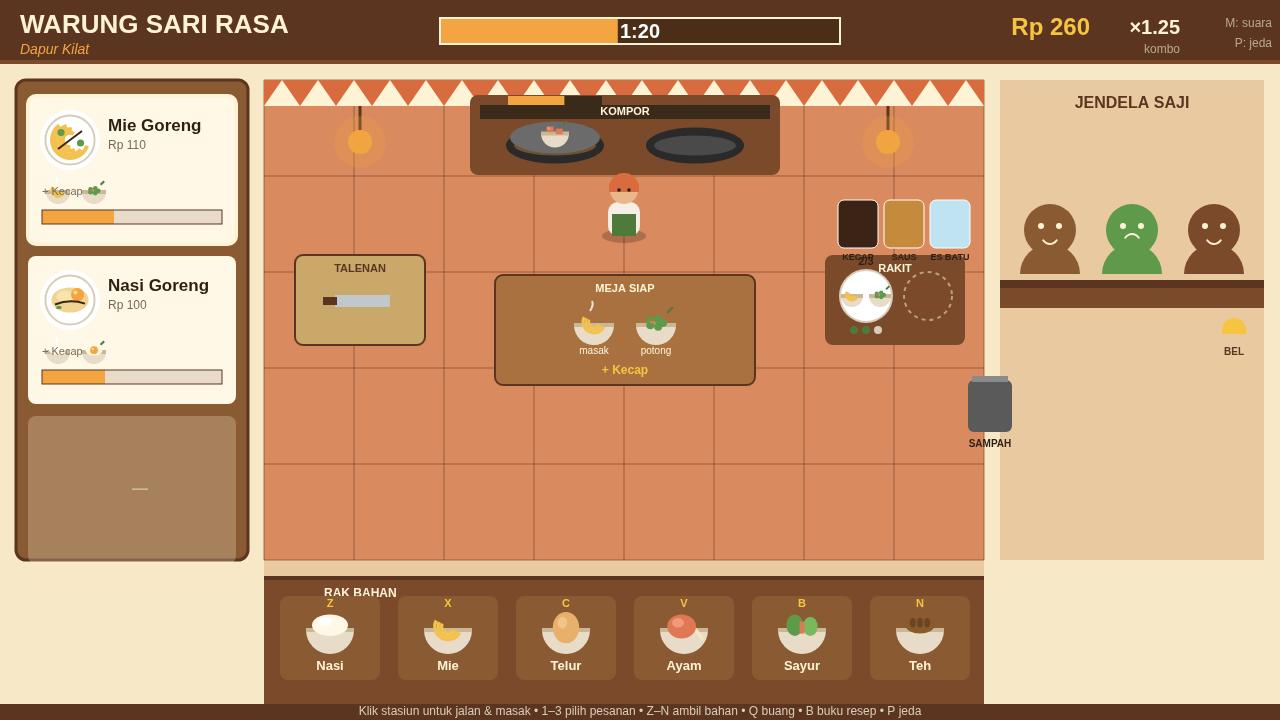 WARUNG SARI RASA
Dapur Kilat
1:20
Rp 260
×1.25
kombo
M: suara
P: jeda
Mie Goreng
Rp 110
+ Kecap
Nasi Goreng
Rp 100
+ Kecap
—
KOMPOR
TALENAN
MEJA SIAP
masak
potong
+ Kecap
KECAP
SAUS
ES BATU
2/3
RAKIT
JENDELA SAJI
BEL
SAMPAH
RAK BAHAN
Z
X
C
V
B
N
Nasi
Mie
Telur
Ayam
Sayur
Teh
Klik stasiun untuk jalan & masak • 1–3 pilih pesanan • Z–N ambil bahan • Q buang • B buku resep • P jeda